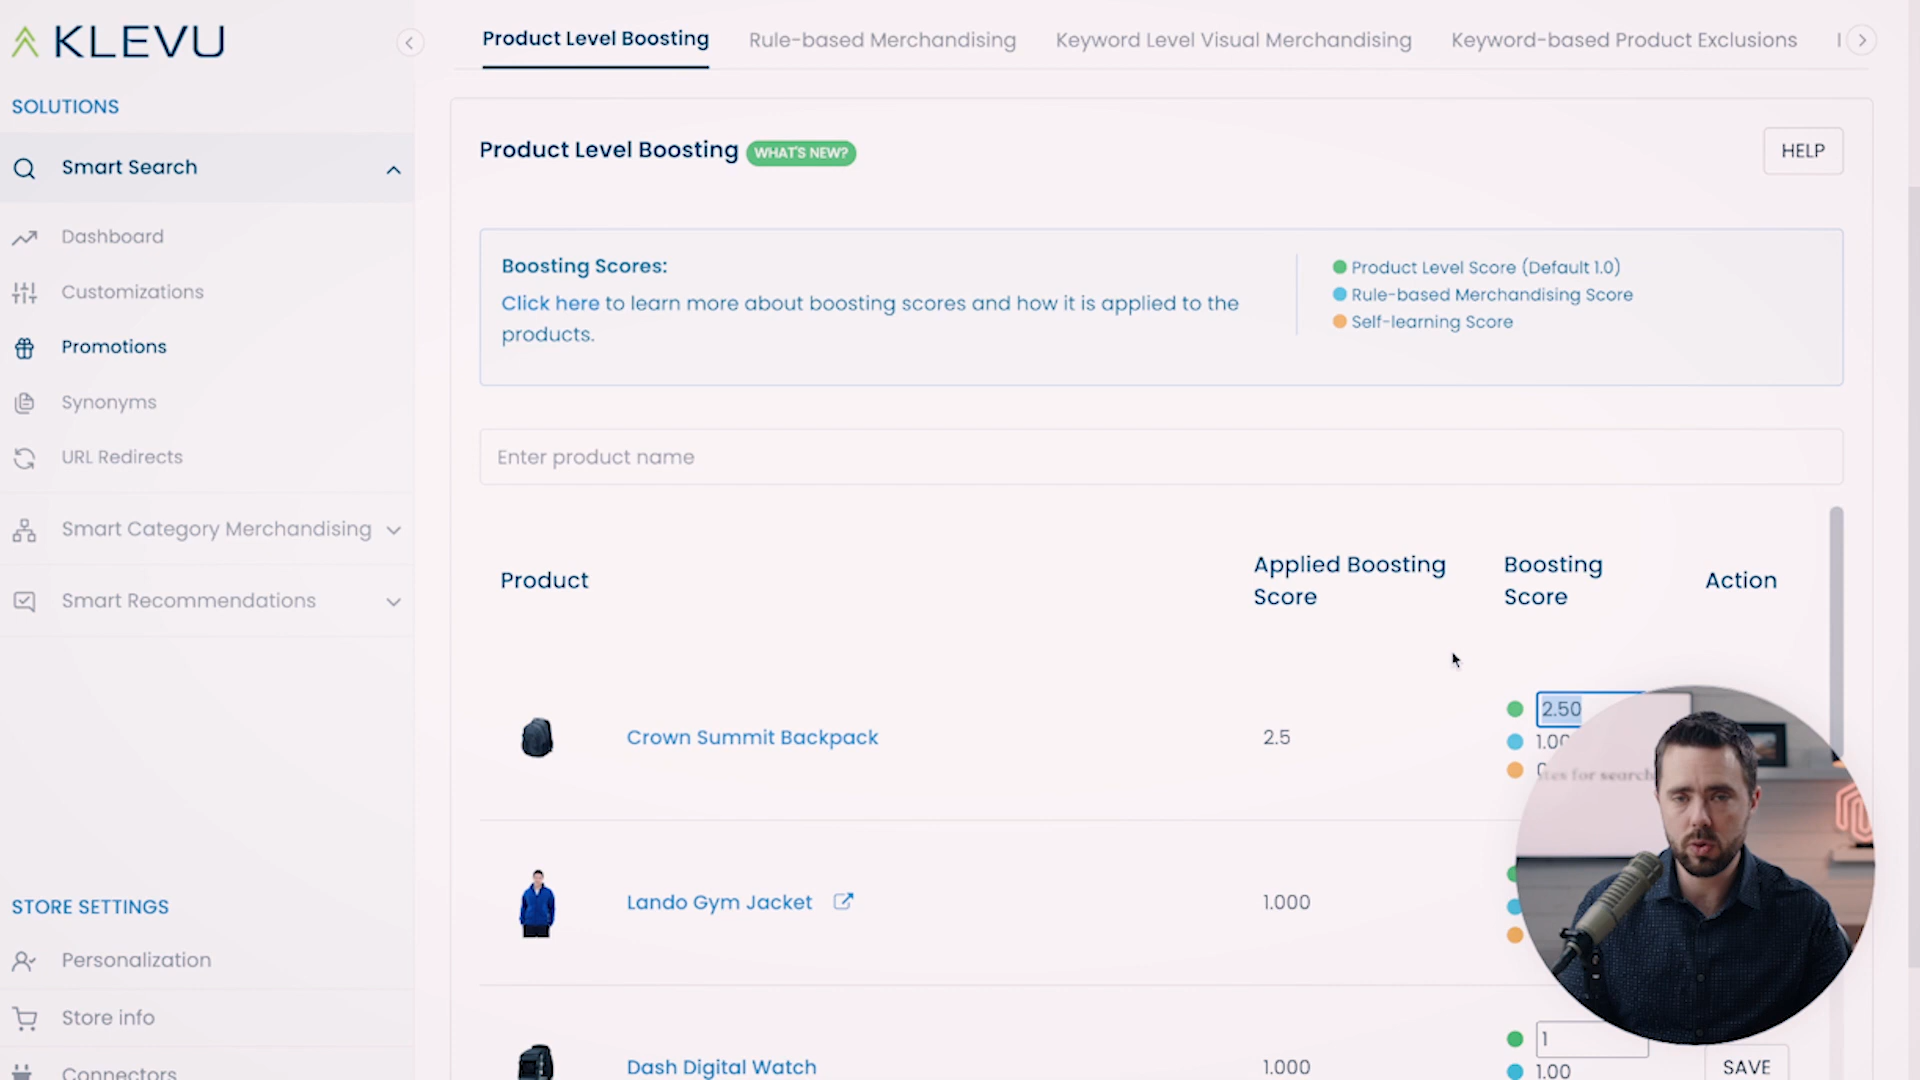 KLEVU
Product Level Boosting
Rule-based Merchandising
Keyword Level Visual Merchandising
Keyword-based Product Exclusions
SOLUTIONS
Smart Search
Dashboard
Customizations
Promotions
Synonyms
URL Redirects
Smart Category Merchandising
Smart Recommendations
STORE SETTINGS
Personalization
Store info
Connectors
Product Level Boosting
WHAT'S NEW?
HELP
Boosting Scores:
Click here to learn more about boosting scores and how it is applied to the
products.
Product Level Score (Default 1.0)
Rule-based Merchandising Score
Self-learning Score
Enter product name
Product
Applied Boosting
Score
Boosting
Score
Action
Crown Summit Backpack
2.5
2.50
1.00
for search
Lando Gym Jacket
1.000
Dash Digital Watch
1.000
1
1.00
SAVE